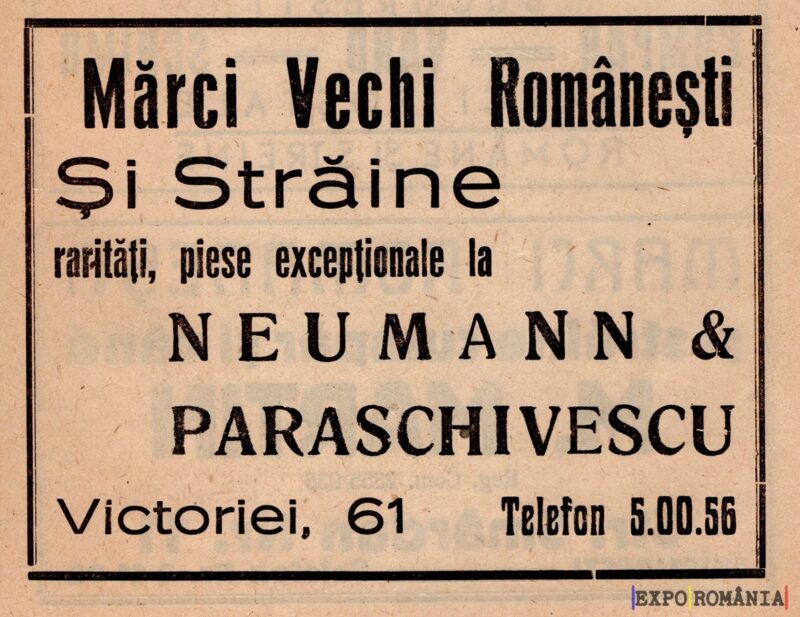 Mărci Vechi Românești
Și Străine
rarități, piese excepționale la
NEUMANN &
PARASCHIVESCU
Victoriei, 61 Telefon 5.00.56
EXPO ROMÂNIA